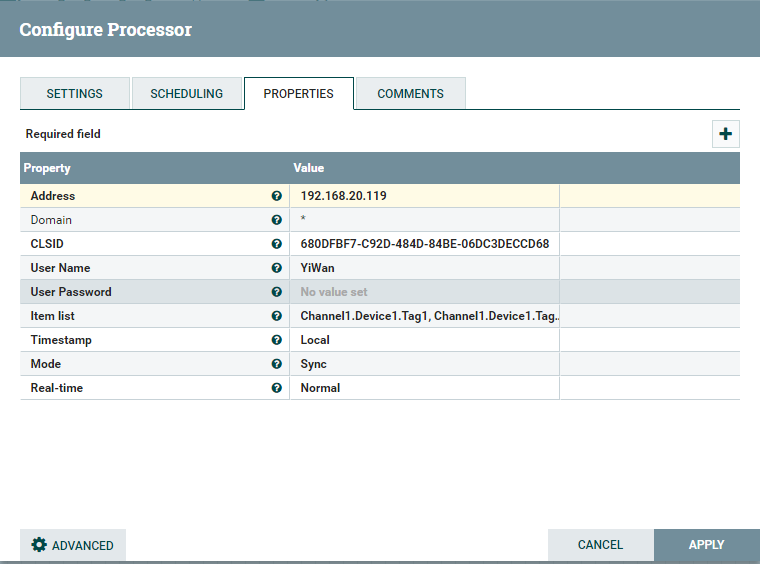 Configure Processor
SETTINGS SCHEDULING PROPERTIES COMMENTS
Required field
Property Value
Address 192.168.20.119
Domain *
CLSID 680DFBF7-C92D-484D-84BE-06DC3DECCD68
User Name YiWan
User Password No value set
Item list Channel1.Device1.Tag1, Channel1.Device1.Tag..
Timestamp Local
Mode Sync
Real-time Normal
ADVANCED CANCEL APPLY